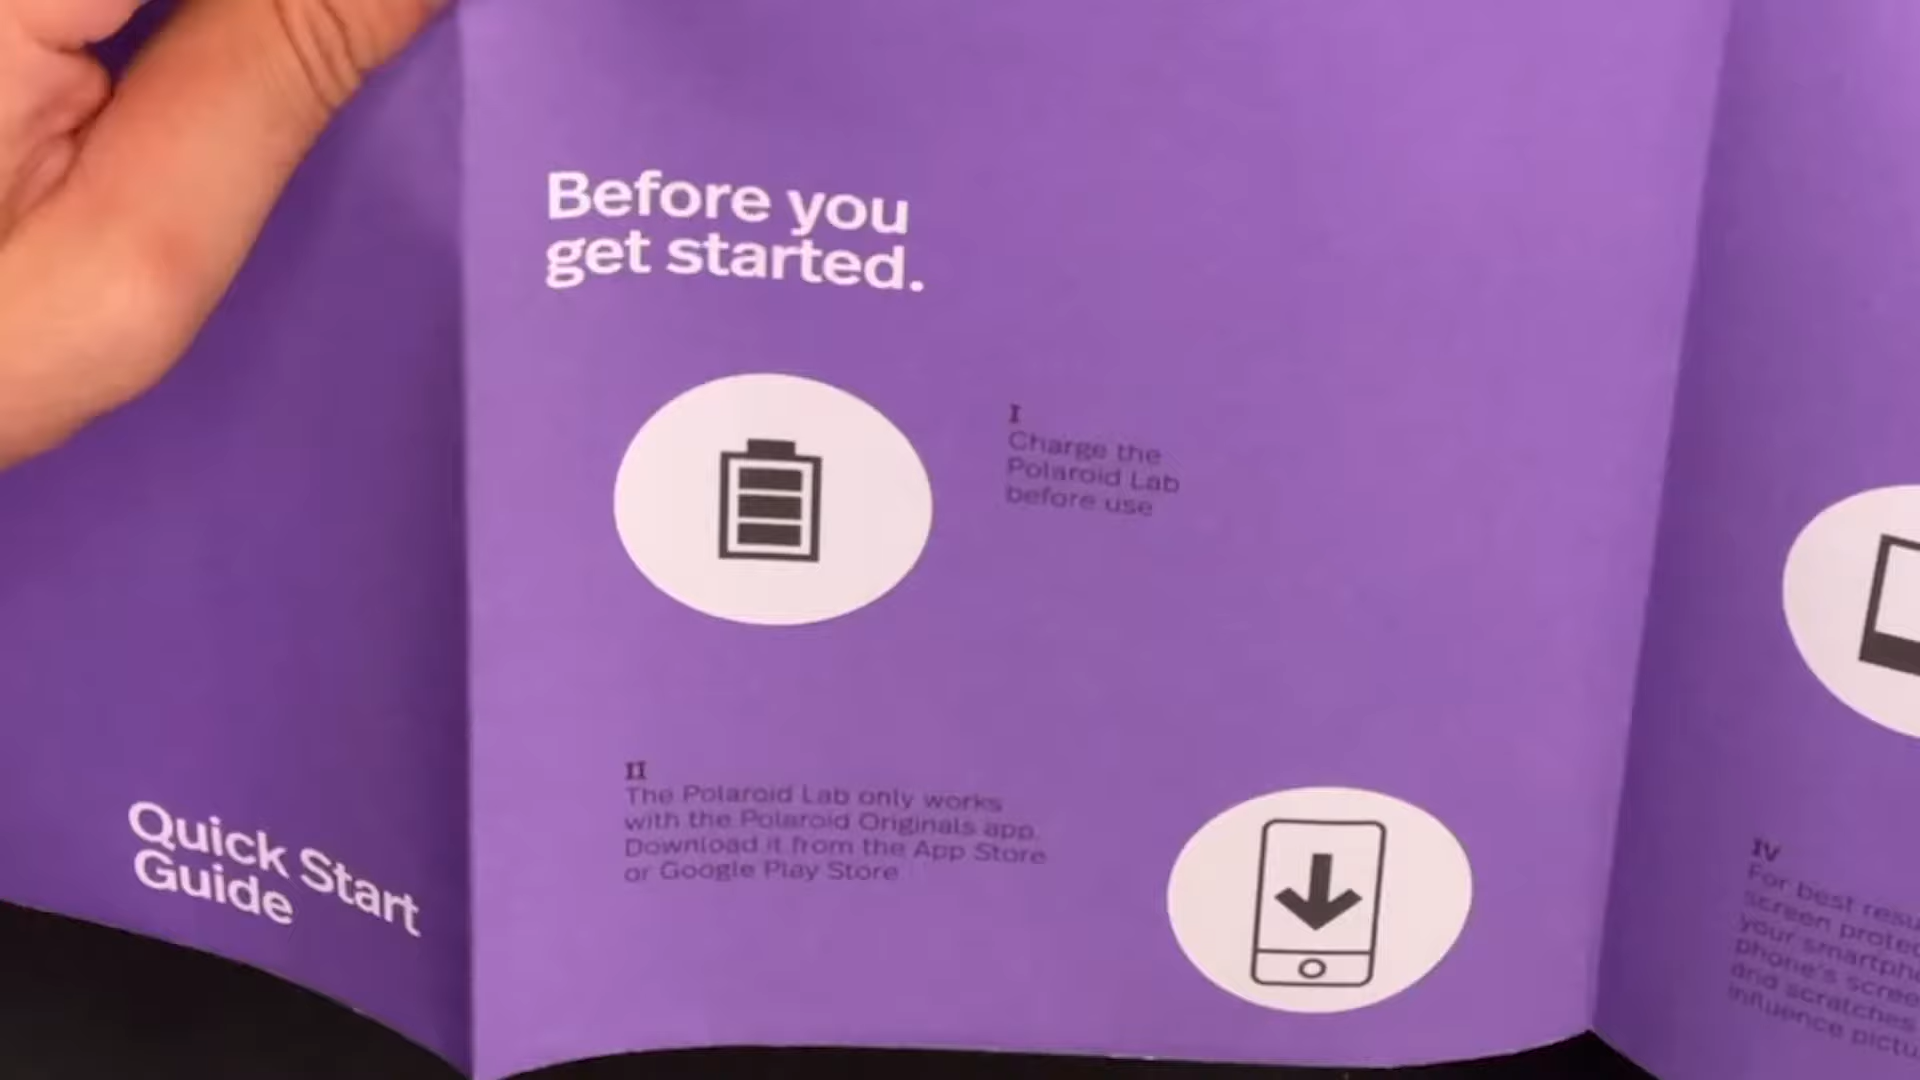 Quick Start
Guide
Before you
get started.
I
Charge the
Polaroid Lab
before use
II
The Polaroid Lab only works
with the Polaroid Originals app.
Download it from the App Store
or Google Play Store
IV
For best
screen
your
phone's
and scratches
influence